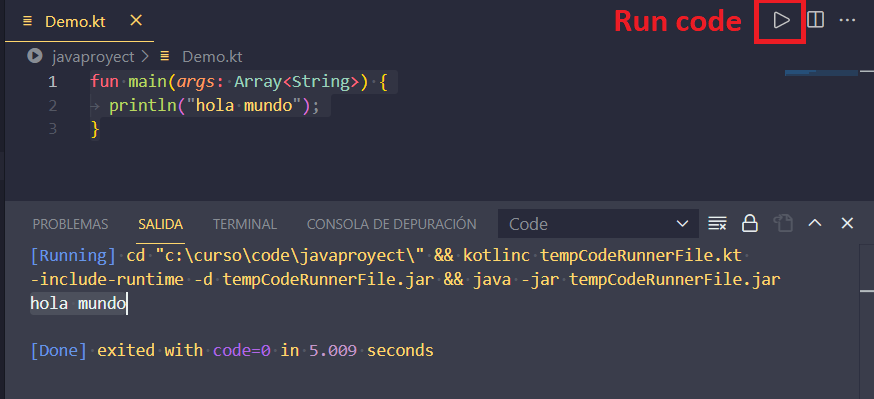 Demo.kt
Run code
javaproyect > Demo.kt
1 fun main(args: Array<String>) {
2 println("hola mundo");
3 }
PROBLEMAS SALIDA TERMINAL CONSOLA DE DEPURACIÓN Code
[Running] cd "c:\curso\code\javaproyect\" && kotlinc tempCodeRunnerFile.kt
-include-runtime -d tempCodeRunnerFile.jar && java -jar tempCodeRunnerFile.jar
hola mundo
[Done] exited with code=0 in 5.009 seconds